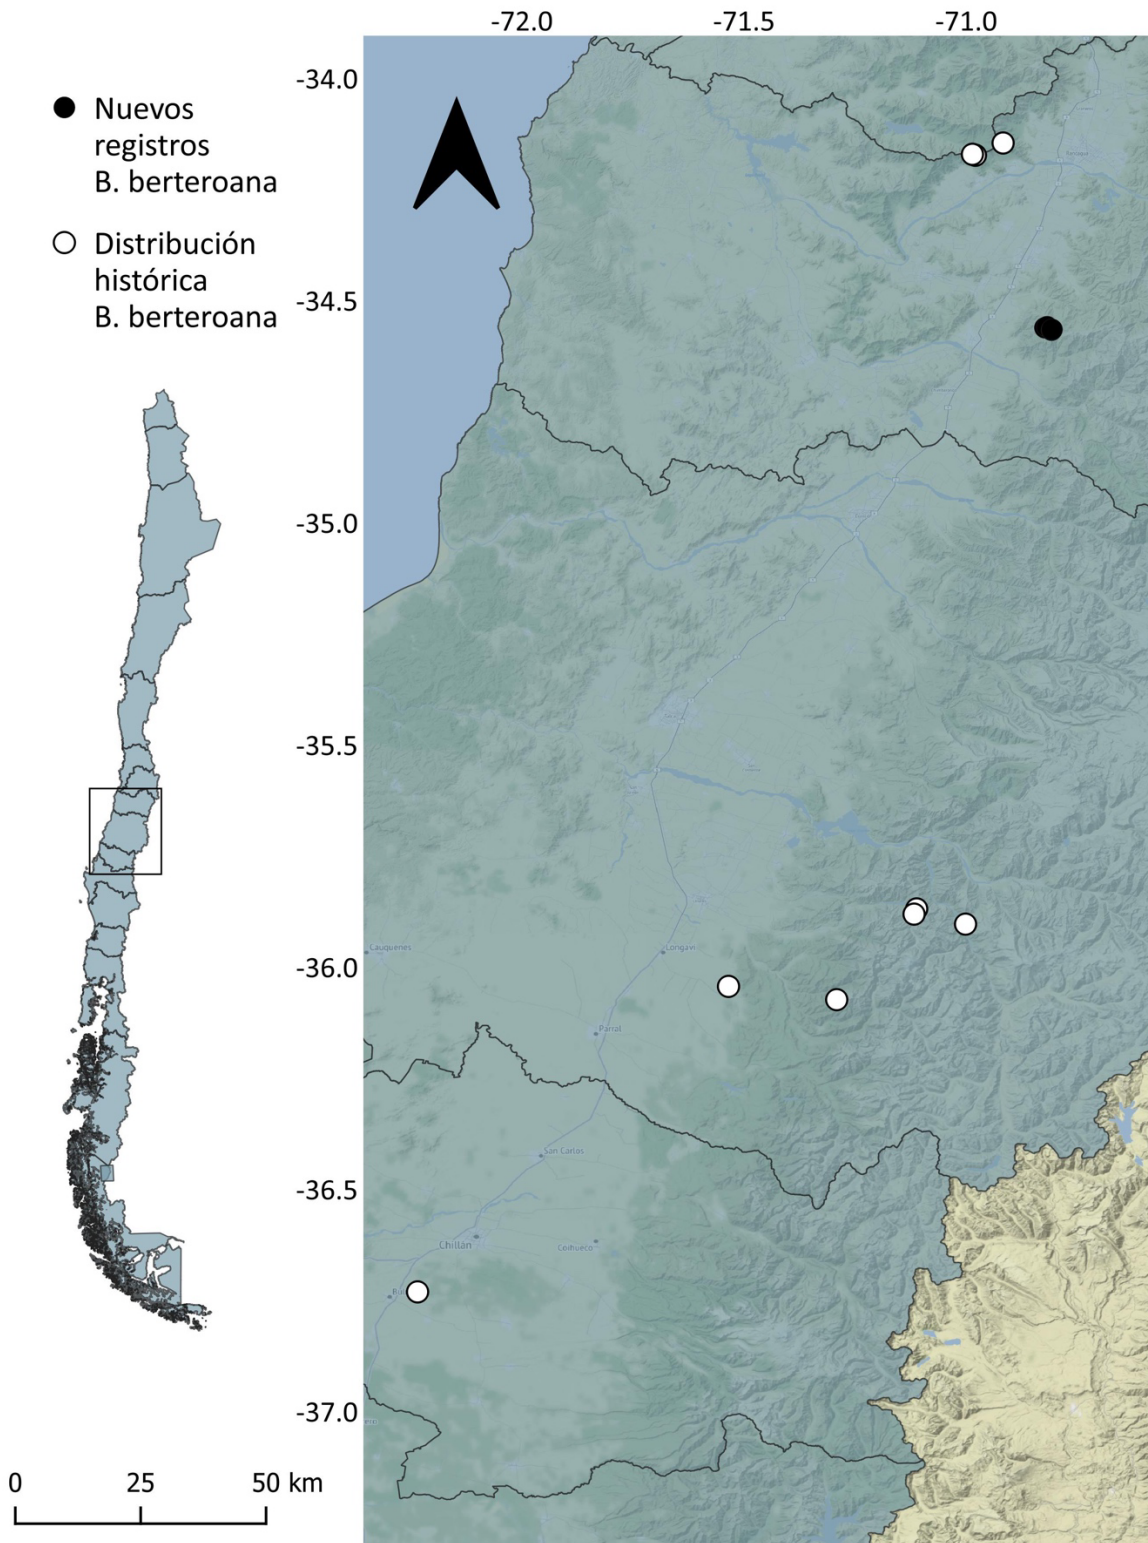 -72.0
-71.5
-71.0
-34.0
-34.5
-35.0
-35.5
-36.0
-36.5
-37.0
Nuevos
registros
B. berteroana
Distribución
histórica
B. berteroana
Cauquenes
Longaví
Parral
San Carlos
Chillán
Coihueco
0
25
50 km